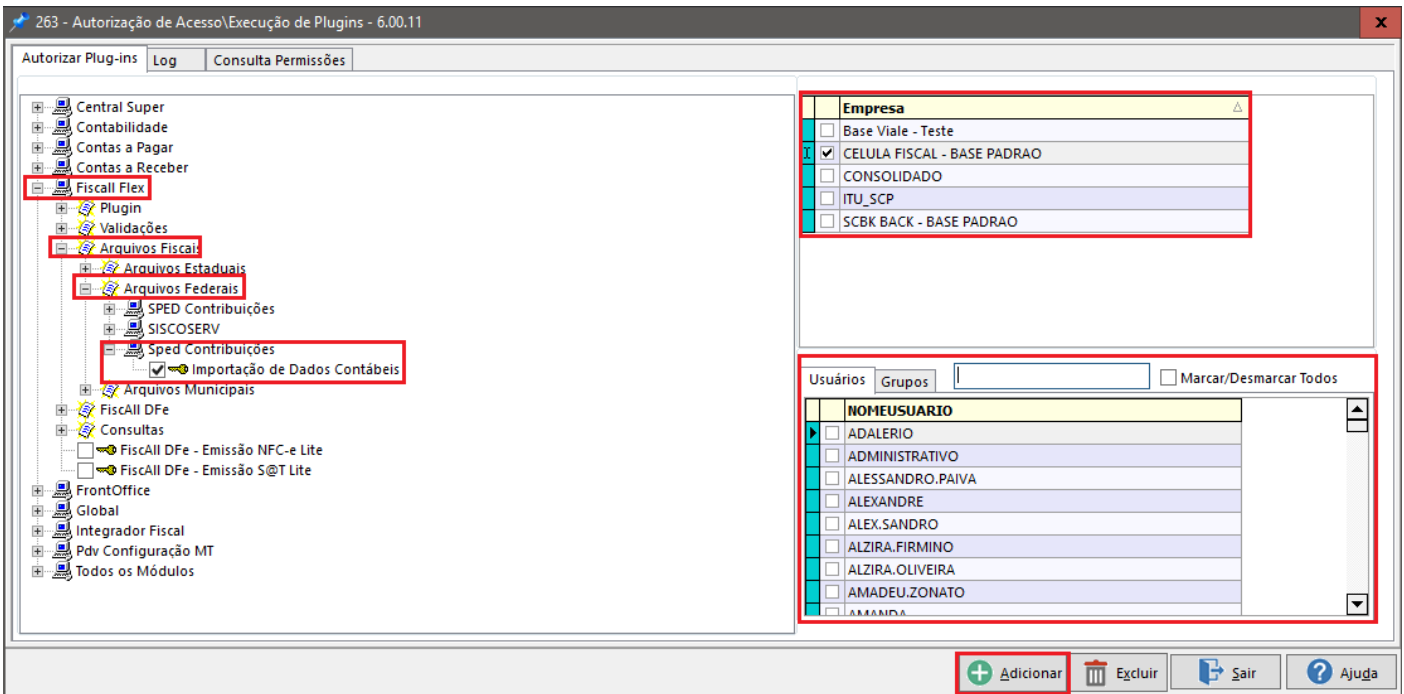 263 - Autorização de Acesso\Execução de Plugins - 6.00.11
x
Autorizar Plug-ins
Log
Consulta Permissões
Central Super
Contabilidade
Contas a Pagar
Contas a Receber
Fiscall Flex
Plugin
Validações
Arquivos Fiscais
Arquivos Estaduais
Arquivos Federais
SPED Contribuições
SISCOSERV
Sped Contribuições
Importação de Dados Contábeis
Arquivos Municipais
FiscAll DFe
Consultas
FiscAll DFe - Emissão NFC-e Lite
FiscAll DFe - Emissão S@T Lite
FrontOffice
Global
Integrador Fiscal
Pdv Configuração MT
Todos os Módulos
Empresa
Base Viale - Teste
CELULA FISCAL - BASE PADRAO
CONSOLIDADO
ITU_SCP
SCBK BACK - BASE PADRAO
Usuários
Grupos
Marcar/Desmarcar Todos
NOMEUSUARIO
ADALERIO
ADMINISTRATIVO
ALESSANDRO.PAIVA
ALEXANDRE
ALEX.SANDRO
ALZIRA.FIRMINO
ALZIRA.OLIVEIRA
AMADEU.ZONATO
AMANDA
Adicionar
Excluir
Sair
Ajuda